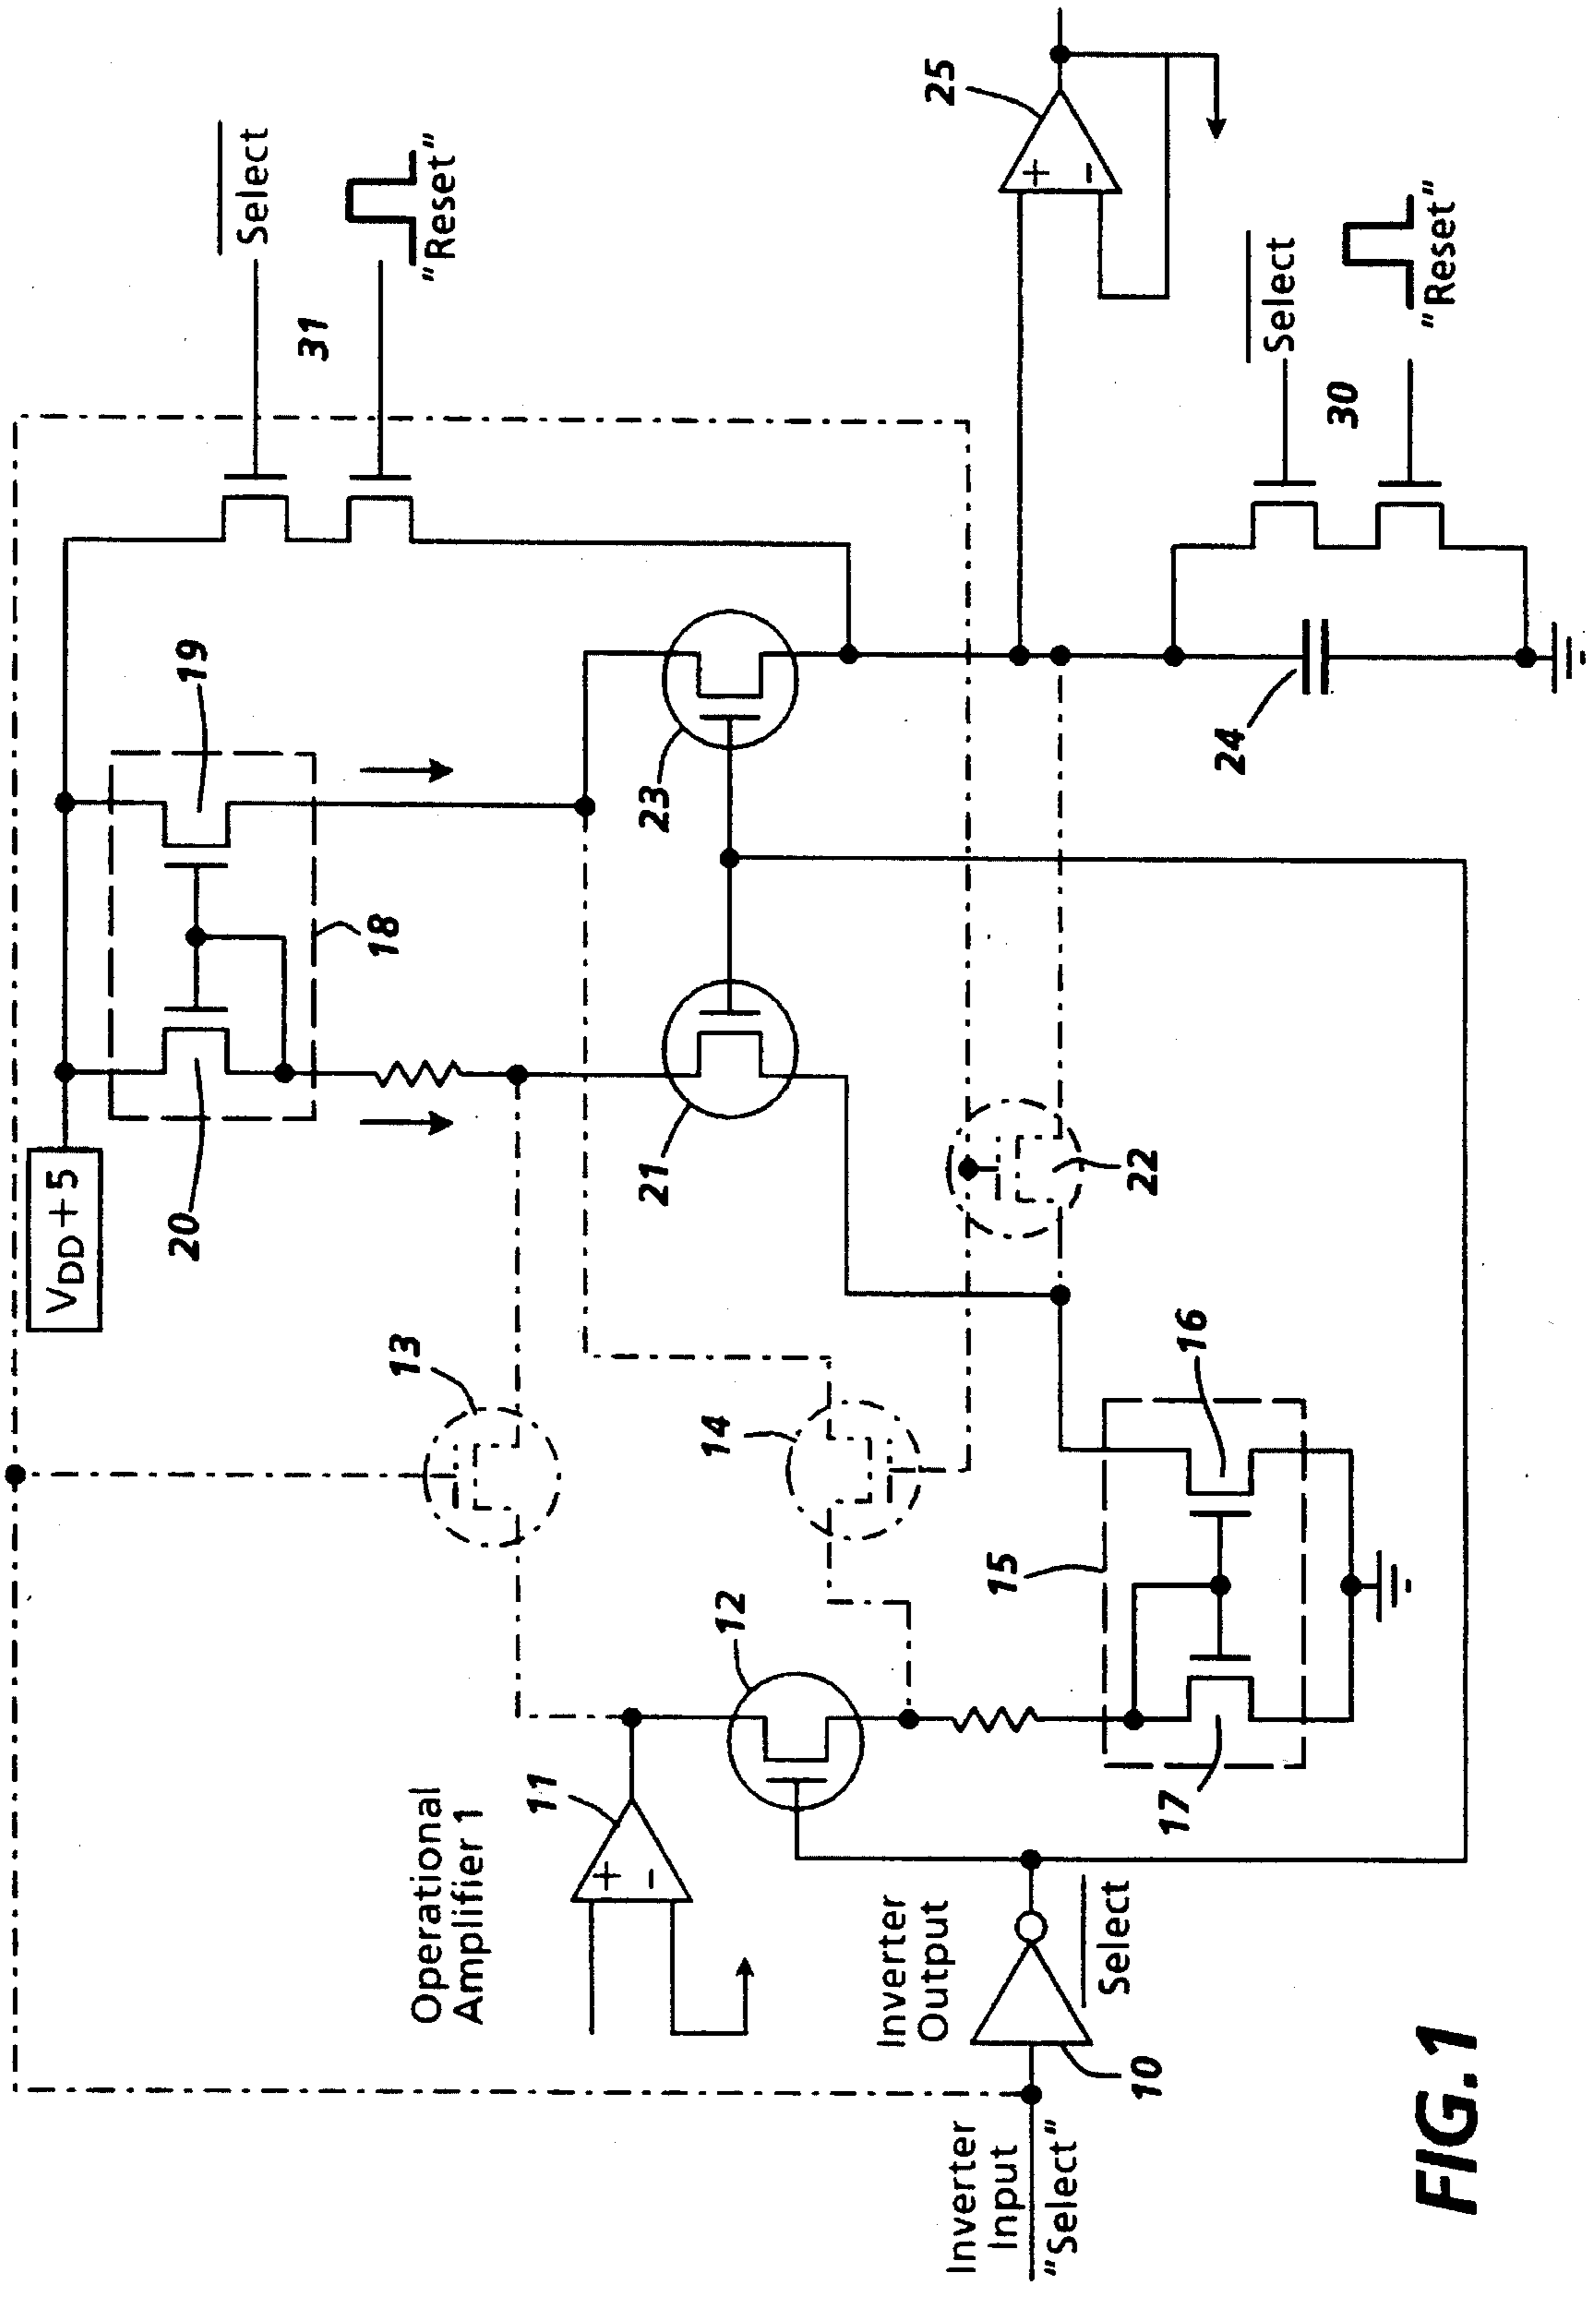 VDD+5
20
19
18
Select
31
"Reset"
13
Operational
Amplifier 1
11
12
14
21
23
25
+
-
+
-
22
15
16
17
24
Select
30
"Reset"
Inverter
Output
Select
10
Inverter
Input
"Select"
FIG.1